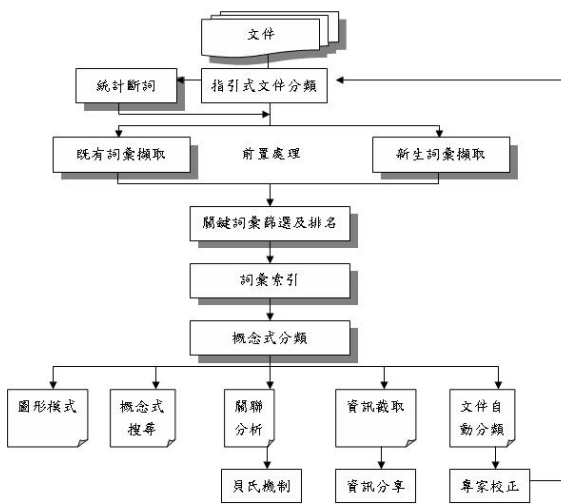 文件
統計斷詞
指引式文件分類
既有詞彙擷取
前置處理
新生詞彙擷取
關鍵詞彙篩選及排名
詞彙索引
概念式分類
圖形模式
概念式
搜尋
關聯
分析
資訊截取
文件自
動分類
貝氏機制
資訊分享
專家校正